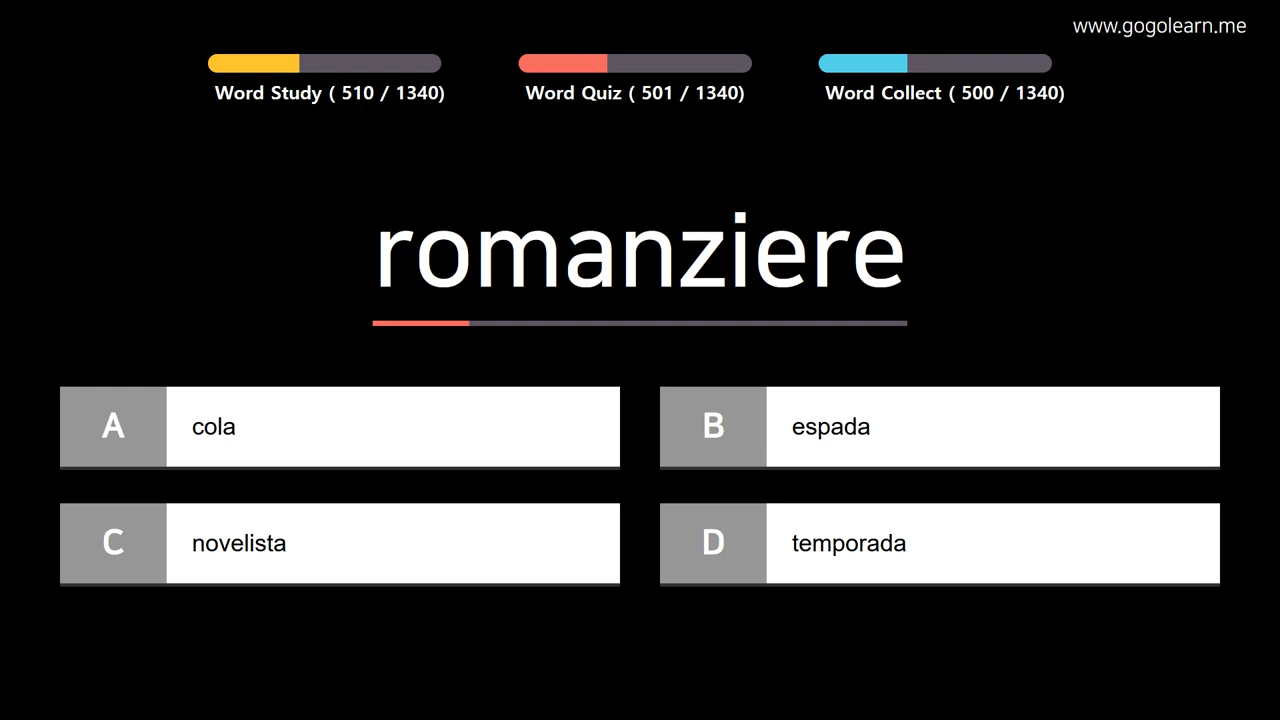 www.gogolearn.me
Word Study ( 510 / 1340)
Word Quiz ( 501 / 1340)
Word Collect ( 500 / 1340)
romanziere
A cola
B espada
C novelista
D temporada